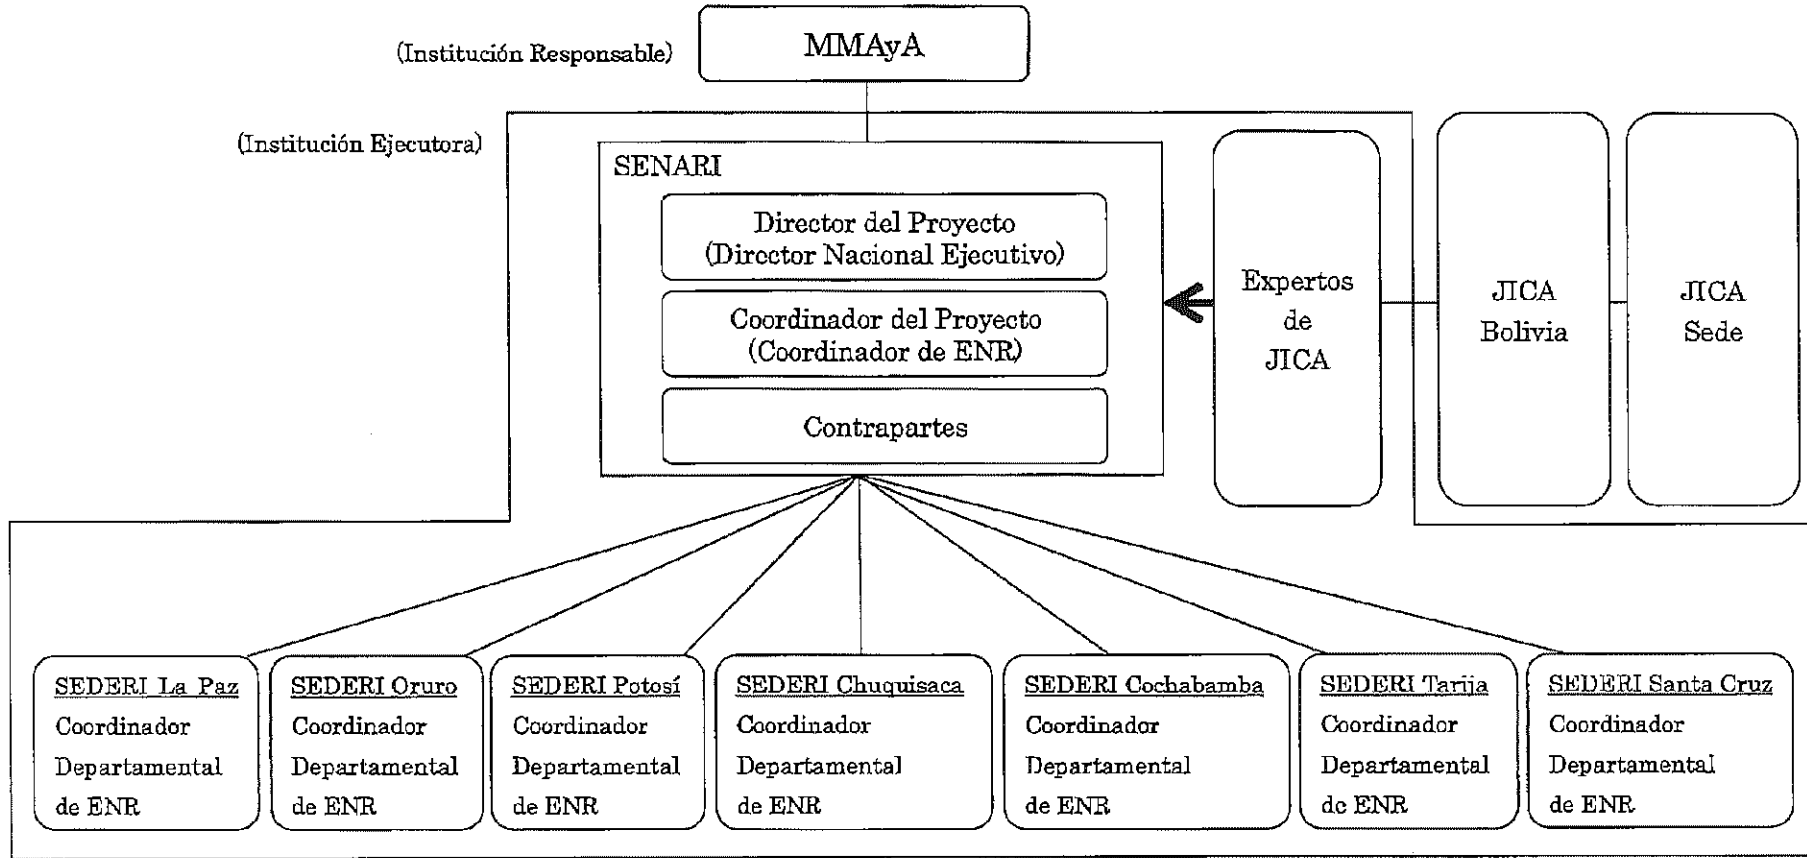 (Institución Responsable)
MMAyA
(Institución Ejecutora)
SENARI
Director del Proyecto
(Director Nacional Ejecutivo)
Coordinador del Proyecto
(Coordinador de ENR)
Contrapartes
Expertos
de
JICA
JICA
Bolivia
JICA
Sede
SEDERI La Paz
Coordinador
Departamental
de ENR
SEDERI Oruro
Coordinador
Departamental
de ENR
SEDERI Potosí
Coordinador
Departamental
de ENR
SEDERI Chuquisaca
Coordinador
Departamental
de ENR
SEDERI Cochabamba
Coordinador
Departamental
de ENR
SEDERI Tarija
Coordinador
Departamental
de ENR
SEDERI Santa Cruz
Coordinador
Departamental
de ENR